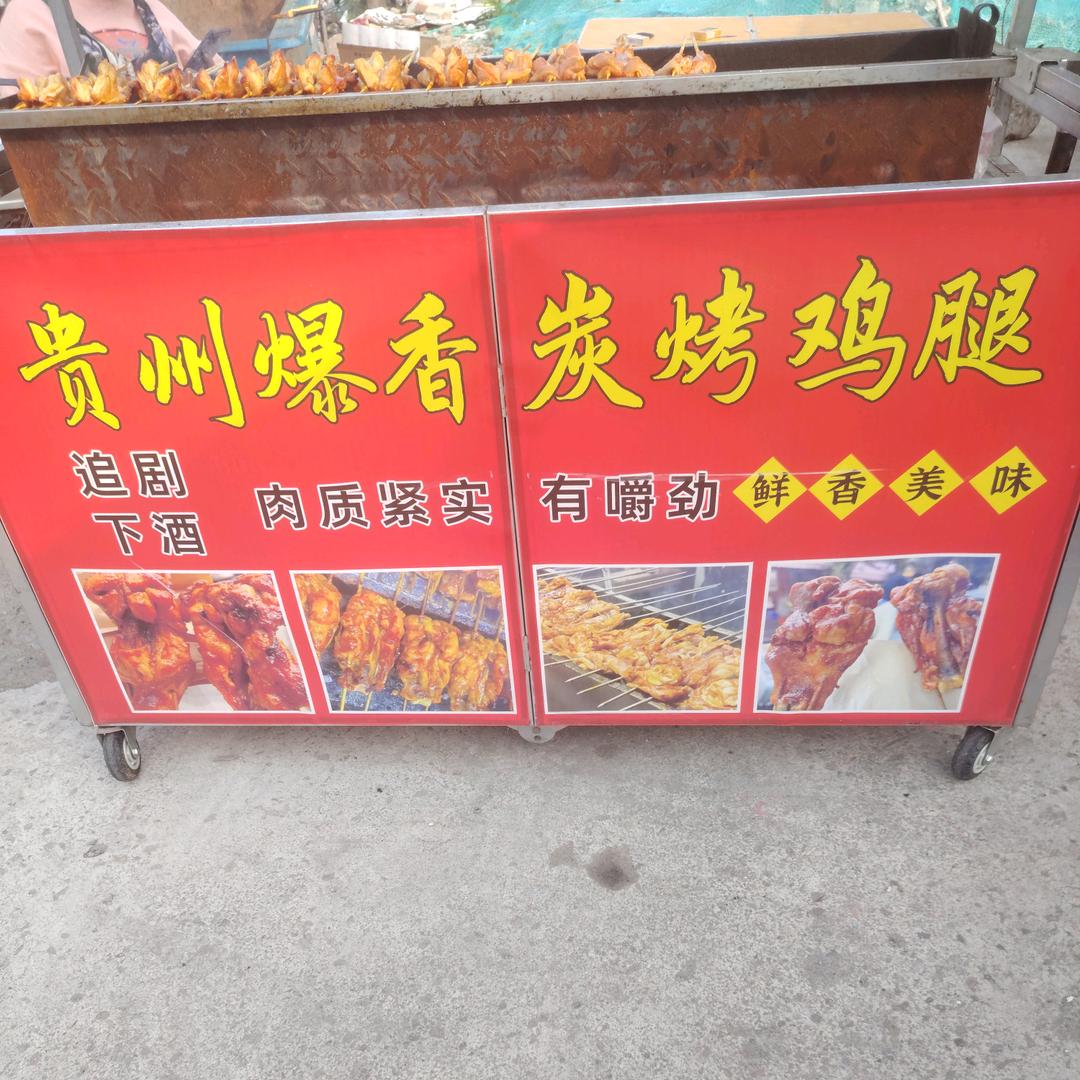 贵州爆香炭烤鸡腿
追剧
下酒
肉质紧实 有嚼劲 鲜香美味